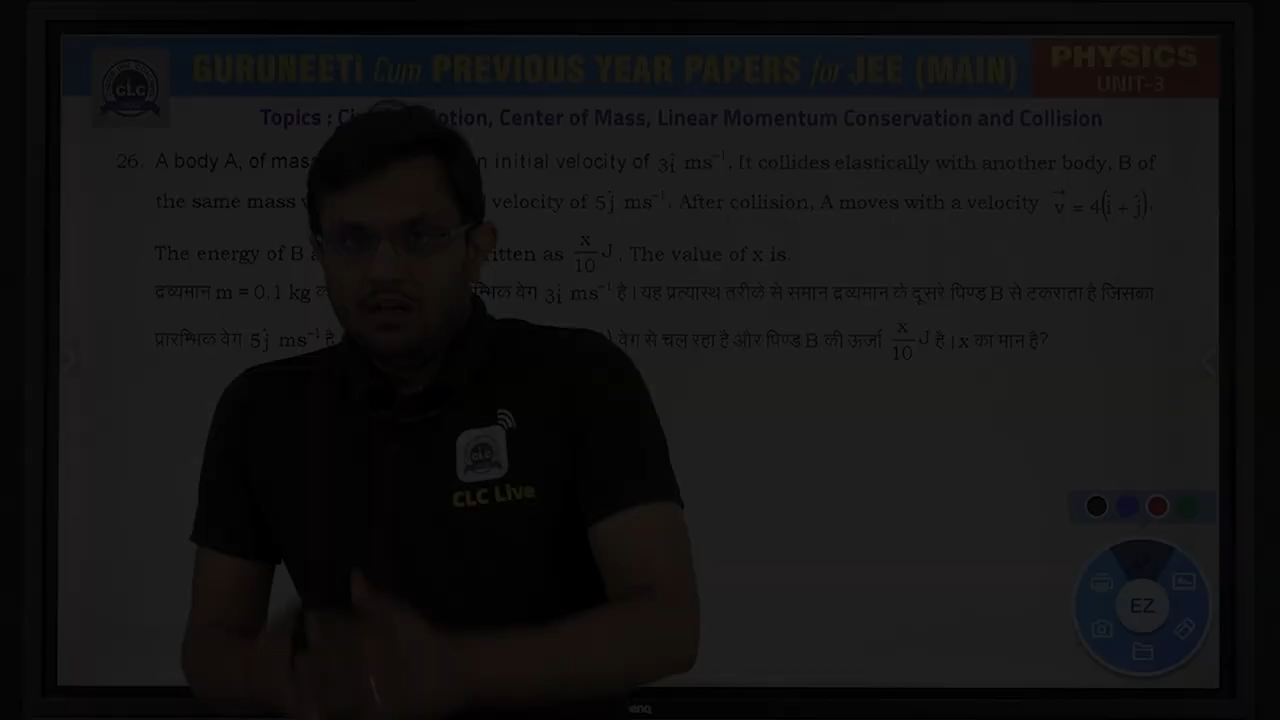 GURUNEETi Cum PREVIOUS YEAR PAPERS for JEE (MAIN)
PHYSICS
UNIT-3
CLC
Topics : Motion, Center of Mass, Linear Momentum Conservation and Collision
26. A body A, of initial velocity of 3î ms⁻¹. It collides elastically with another body, B of
the same mass velocity of 5ĵ ms⁻¹. After collision, A moves with a velocity v⃗ = 4(î + ĵ).
The energy of B as x/10 J. The value of x is.
द्रव्यमान m = 0.1 kg वेग 3î ms⁻¹ है। यह प्रत्यास्थ तरीके से समान द्रव्यमान के दूसरे पिण्ड B से टकराता है जिसका
प्रारम्भिक वेग 5ĵ ms⁻¹ है वेग से चल रहा है और पिण्ड B की ऊर्जा x/10 J है। x का मान है?
CLC
CLC Live
EZ